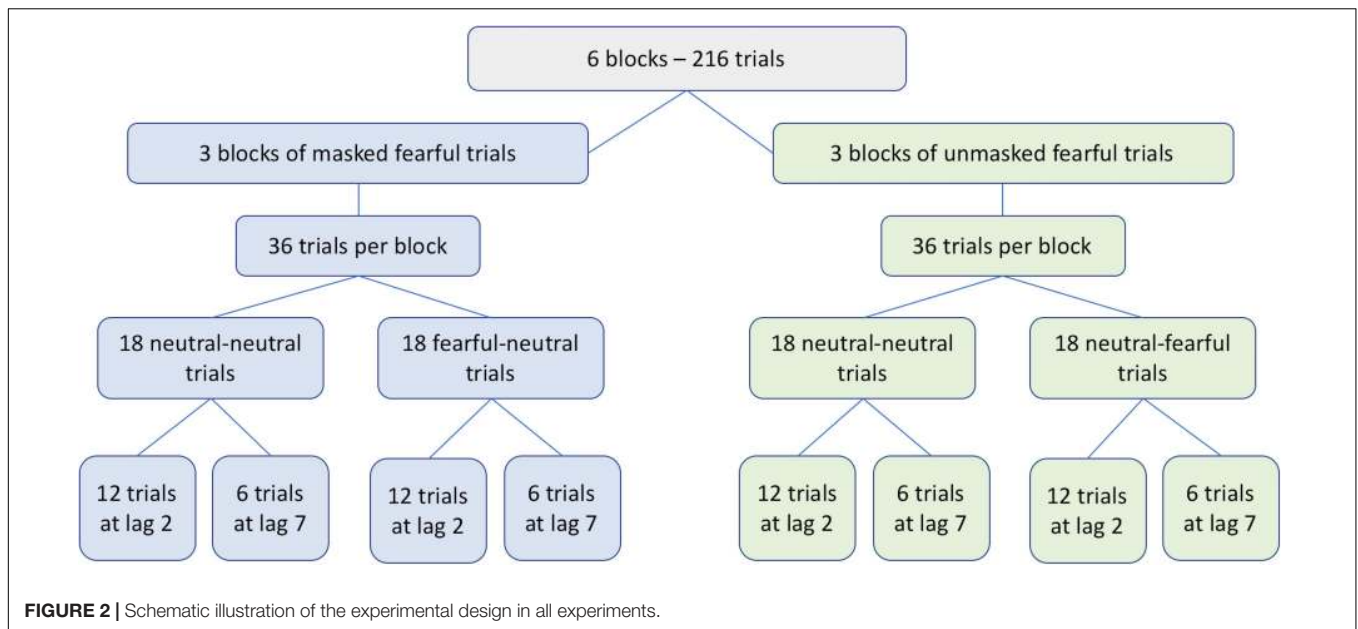 6 blocks – 216 trials
3 blocks of masked fearful trials
3 blocks of unmasked fearful trials
36 trials per block
36 trials per block
18 neutral-neutral
trials
18 fearful-neutral
trials
18 neutral-neutral
trials
18 neutral-fearful
trials
12 trials
at lag 2
6 trials
at lag 7
12 trials
at lag 2
6 trials
at lag 7
12 trials
at lag 2
6 trials
at lag 7
12 trials
at lag 2
6 trials
at lag 7
FIGURE 2 | Schematic illustration of the experimental design in all experiments.